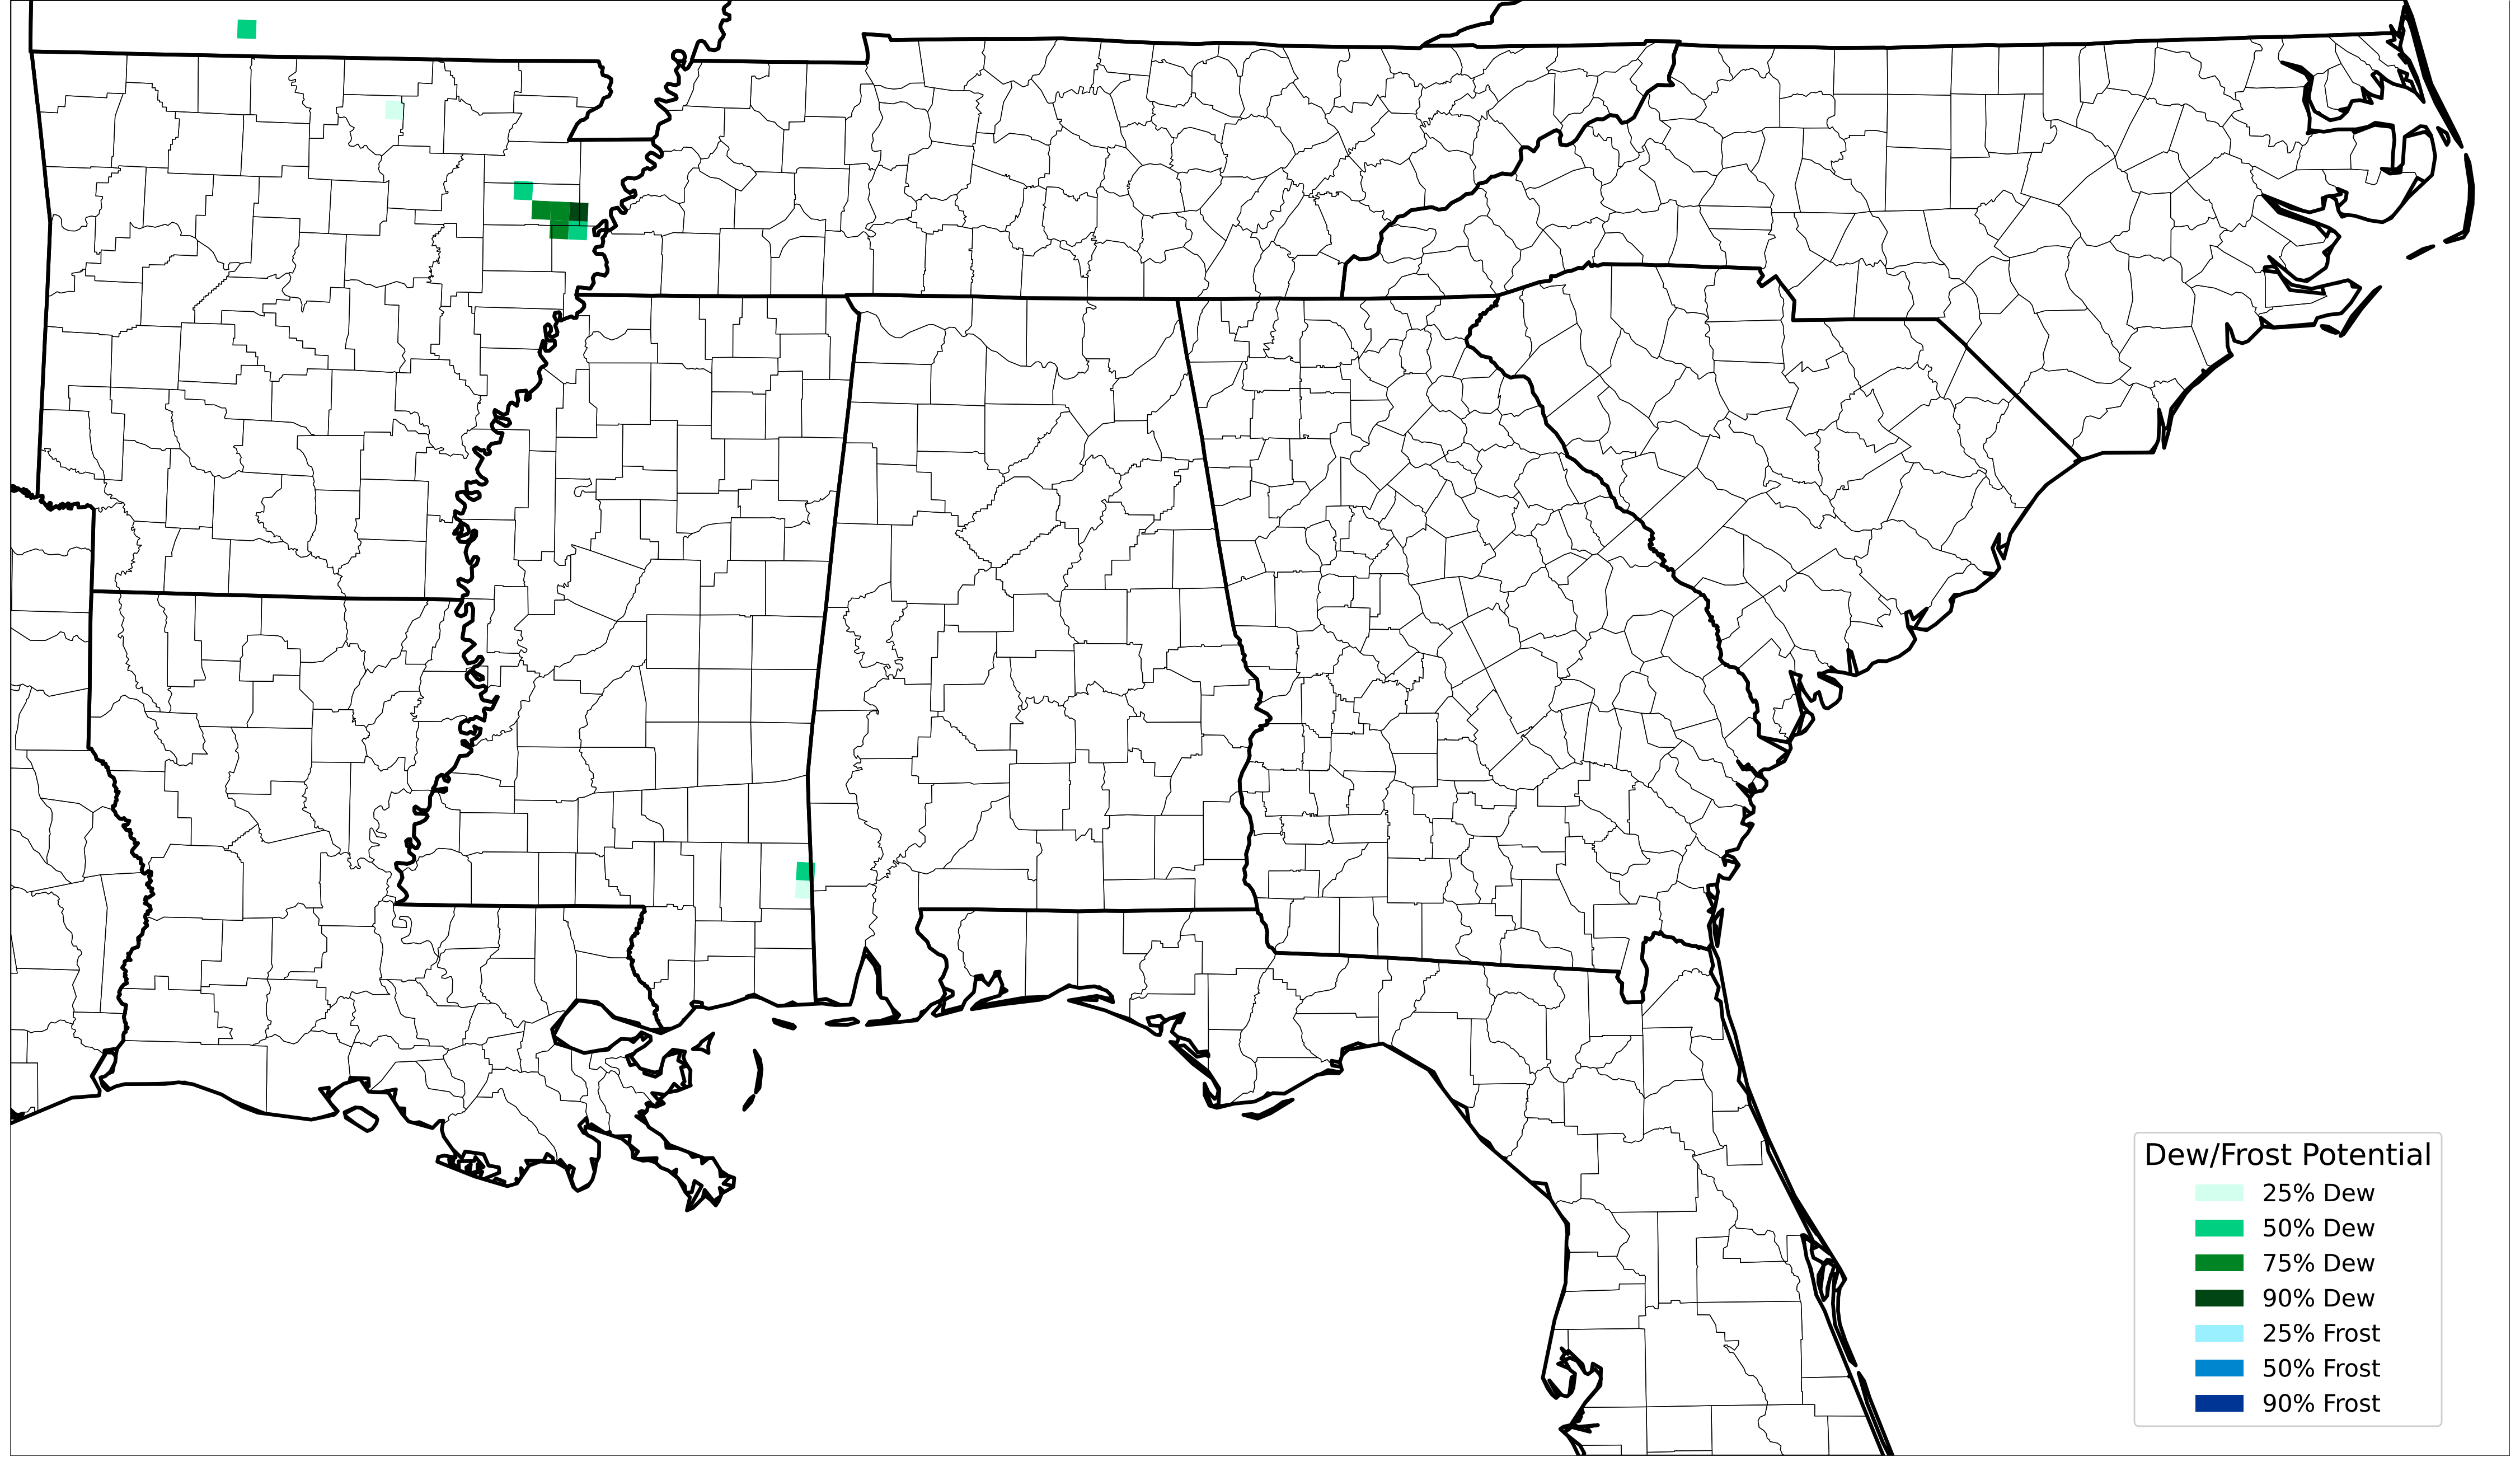 Dew/Frost Potential
25% Dew
50% Dew
75% Dew
90% Dew
25% Frost
50% Frost
90% Frost